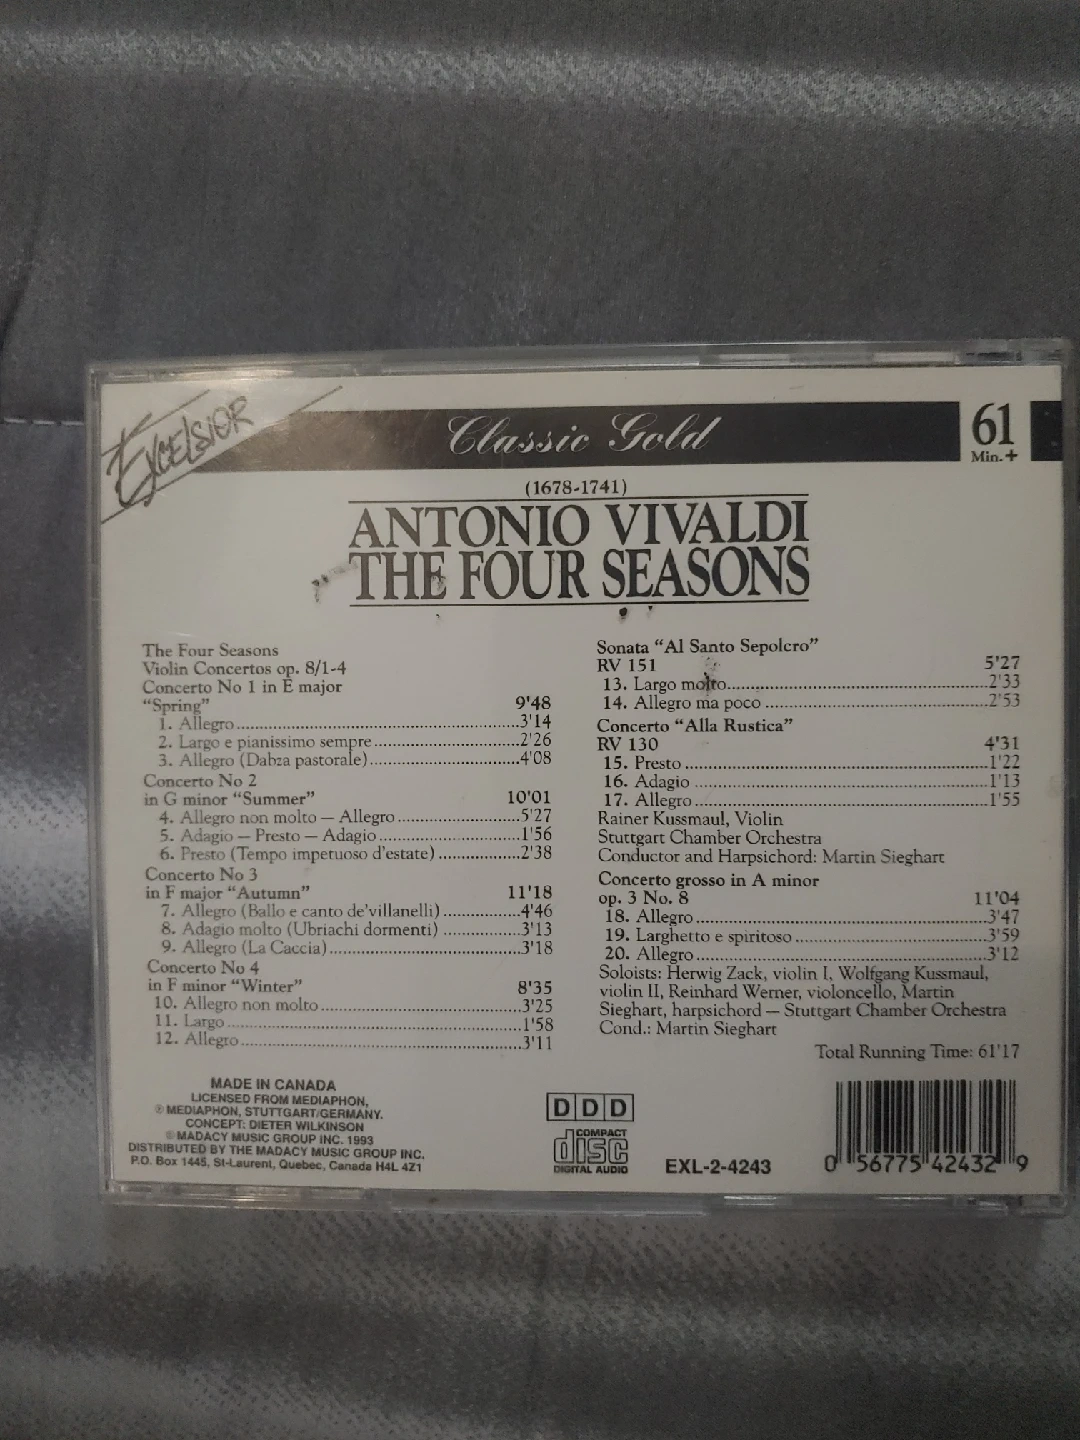 EXCELSIOR
Classic Gold
61
Min.+
(1678-1741)
ANTONIO VIVALDI
THE FOUR SEASONS
The Four Seasons
Violin Concertos op. 8/1-4
Concerto No 1 in E major
“Spring” 9'48
1. Allegro 3'14
2. Largo e pianissimo sempre 2'26
3. Allegro (Dabza pastorale) 4'08
Concerto No 2
in G minor “Summer” 10'01
4. Allegro non molto – Allegro 5'27
5. Adagio – Presto – Adagio 1'56
6. Presto (Tempo impetuoso d'estate) 2'38
Concerto No 3
in F major “Autumn” 11'18
7. Allegro (Ballo e canto de'villanelli) 4'46
8. Adagio molto (Ubriachi dormenti) 3'13
9. Allegro (La Caccia) 3'18
Concerto No 4
in F minor “Winter” 8'35
10. Allegro non molto 3'25
11. Largo 1'58
12. Allegro 3'11
Sonata “Al Santo Sepolcro”
RV 151 5'27
13. Largo molto 2'33
14. Allegro ma poco 2'53
Concerto “Alla Rustica”
RV 130 4'31
15. Presto 1'22
16. Adagio 1'13
17. Allegro 1'55
Rainer Kussmaul, Violin
Stuttgart Chamber Orchestra
Conductor and Harpsichord: Martin Sieghart
Concerto grosso in A minor
op. 3 No. 8 11'04
18. Allegro 3'47
19. Larghetto e spiritoso 3'59
20. Allegro 3'12
Soloists: Herwig Zack, violin I, Wolfgang Kussmaul,
violin II, Reinhard Werner, violoncello, Martin
Sieghart, harpsichord – Stuttgart Chamber Orchestra
Cond.: Martin Sieghart
Total Running Time: 61'17
MADE IN CANADA
LICENSED FROM MEDIAPHON,
℗ MEDIAPHON, STUTTGART/GERMANY.
CONCEPT: DIETER WILKINSON
© MADACY MUSIC GROUP INC. 1993
DISTRIBUTED BY THE MADACY MUSIC GROUP INC.
P.O. Box 1445, St-Laurent, Quebec, Canada H4L 4Z1
DDD
COMPACT
disc
DIGITAL AUDIO
EXL-2-4243
0 56775 42432 9